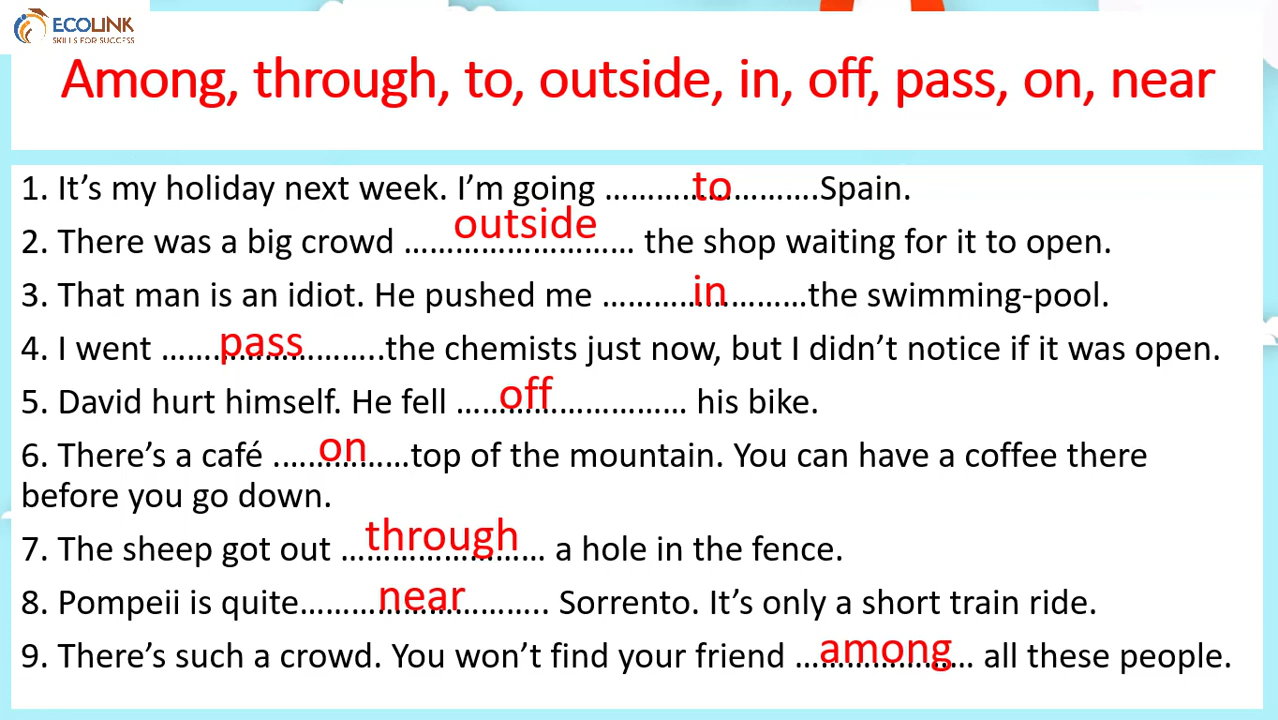 ECOLINK
SKILLS FOR SUCCESS
Among, through, to, outside, in, off, pass, on, near
1. It’s my holiday next week. I’m going ……………to…………….Spain.
2. There was a big crowd ………outside……… the shop waiting for it to open.
3. That man is an idiot. He pushed me …………in…………the swimming-pool.
4. I went ………pass………..the chemists just now, but I didn’t notice if it was open.
5. David hurt himself. He fell ………off……………… his bike.
6. There’s a café ………on………top of the mountain. You can have a coffee there
before you go down.
7. The sheep got out ………through……… a hole in the fence.
8. Pompeii is quite…………near……….. Sorrento. It’s only a short train ride.
9. There’s such a crowd. You won’t find your friend ………among……… all these people.